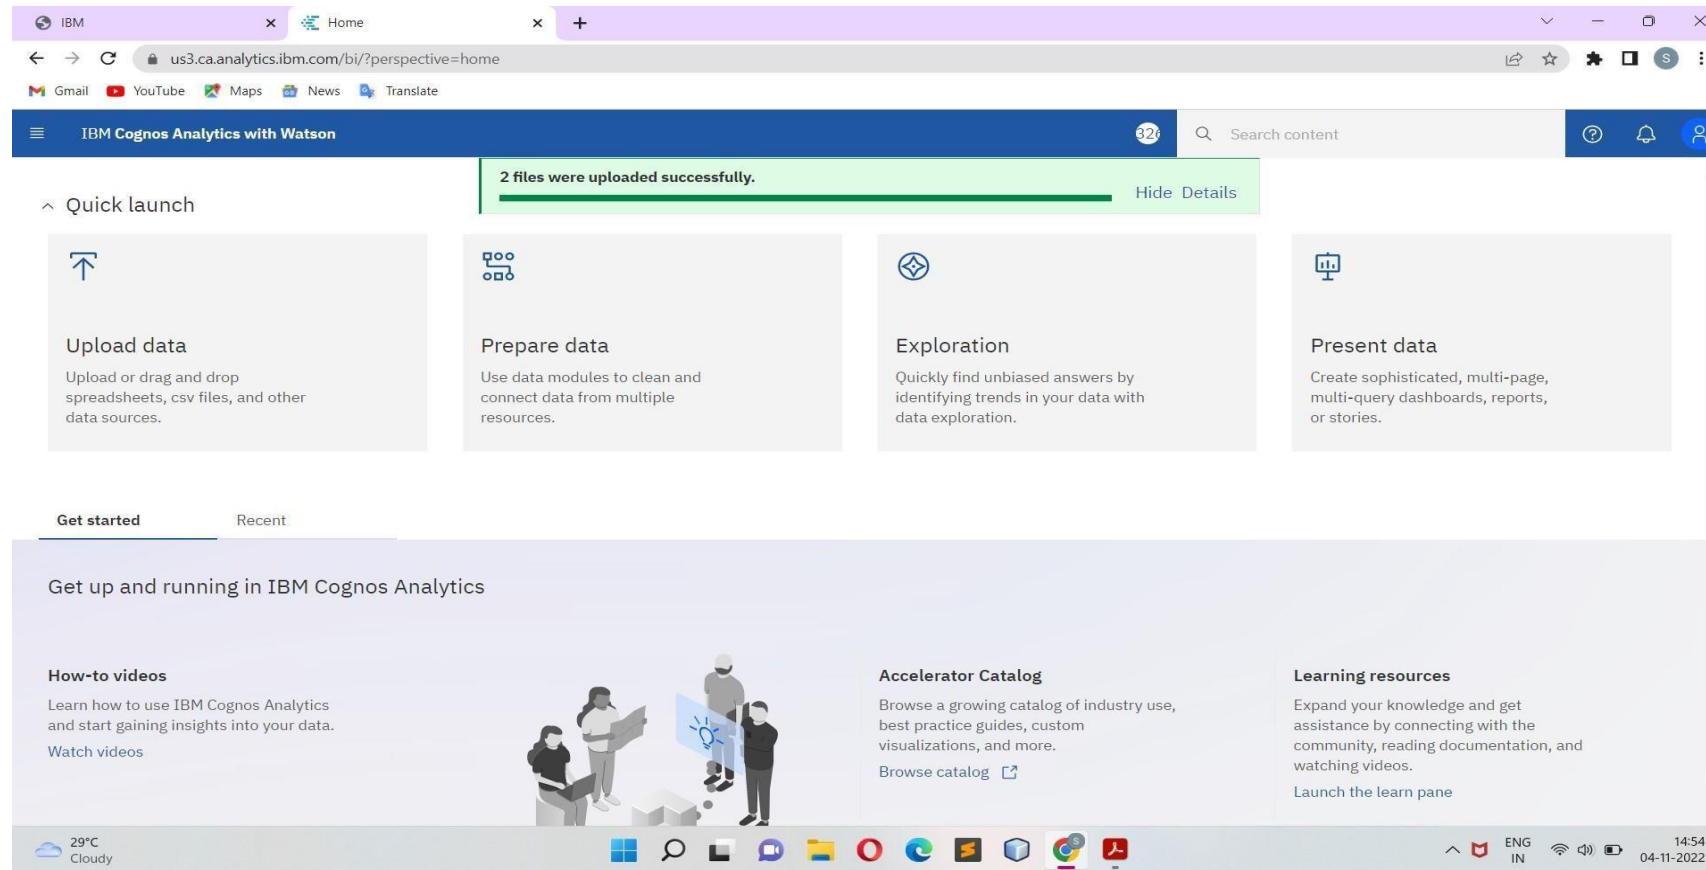 IBM
Home
us3.ca.analytics.ibm.com/bi/?perspective=home
S
Gmail YouTube Maps News Translate
IBM Cognos Analytics with Watson
Search content
2 files were uploaded successfully.
Hide Details
Quick launch
Upload data
Upload or drag and drop
spreadsheets, csv files, and other
data sources.
Prepare data
Use data modules to clean and
connect data from multiple
resources.
Exploration
Quickly find unbiased answers by
identifying trends in your data with
data exploration.
Present data
Create sophisticated, multi-page,
multi-query dashboards, reports,
or stories.
Get started Recent
Get up and running in IBM Cognos Analytics
How-to videos
Learn how to use IBM Cognos Analytics
and start gaining insights into your data.
Watch videos
Accelerator Catalog
Browse a growing catalog of industry use,
best practice guides, custom
visualizations, and more.
Browse catalog
Learning resources
Expand your knowledge and get
assistance by connecting with the
community, reading documentation, and
watching videos.
Launch the learn pane
29°C
Cloudy
ENG
IN
14:54
04-11-2022